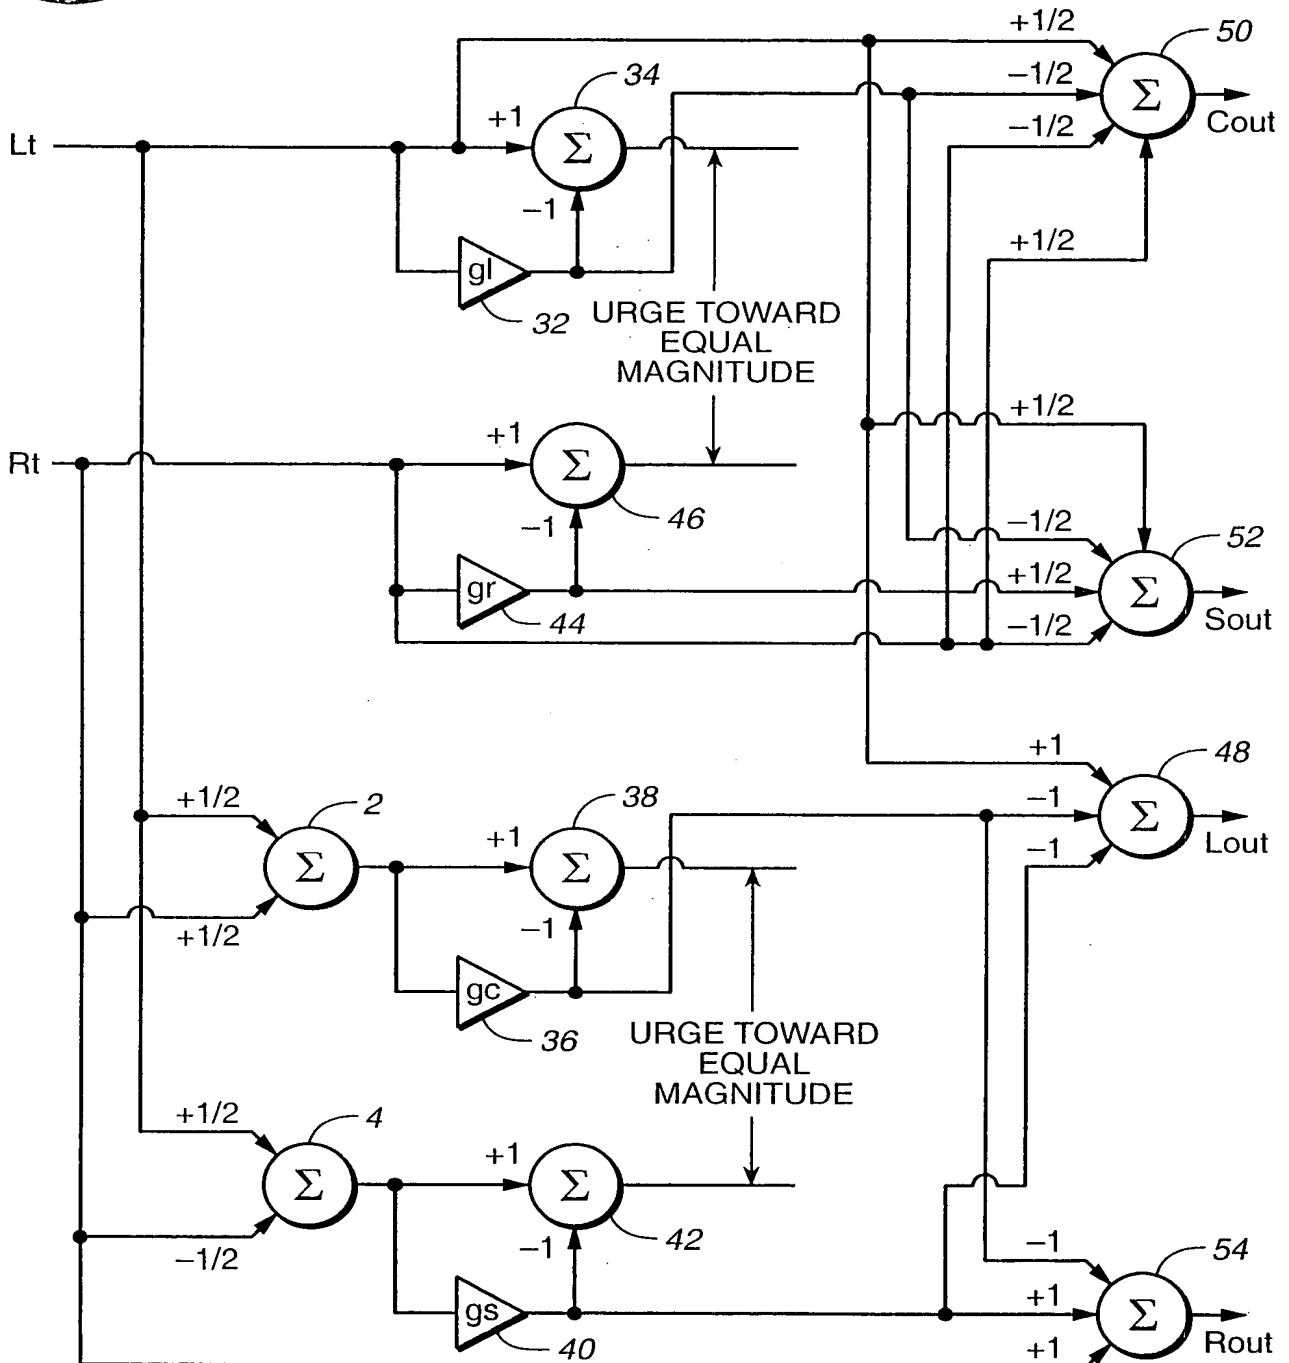 +1/2
50
−1/2
Cout
34
+1
Σ
Σ
−1/2
Lt
−1
+1/2
gl
32
URGE TOWARD
EQUAL
MAGNITUDE
+1/2
+1
Σ
Rt
46
−1
−1/2
52
gr
+1/2
Σ
44
−1/2
Sout
+1
48
+1/2
2
38
−1
Σ
+1
−1
Lout
Σ
Σ
+1/2
−1
gc
36
URGE TOWARD
EQUAL
MAGNITUDE
+1/2
4
+1
Σ
Σ
42
−1/2
−1
−1
54
gs
+1
Σ
40
+1
Rout